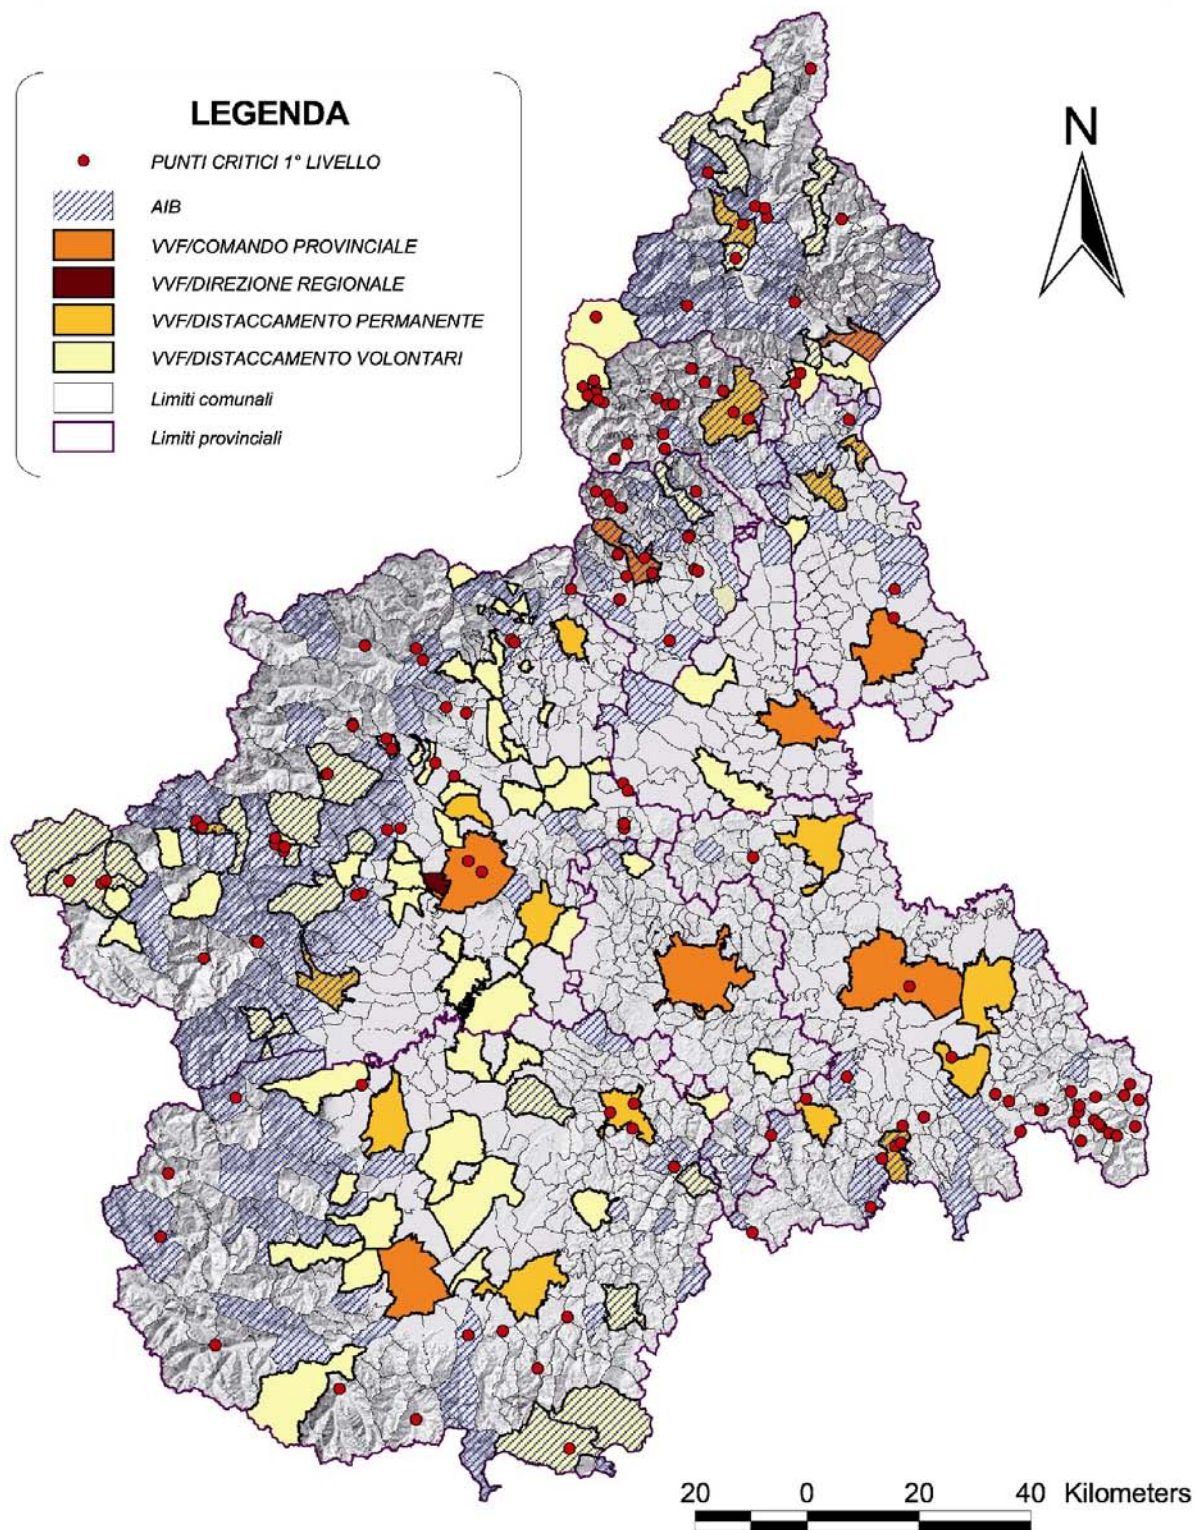 LEGENDA
PUNTI CRITICI 1° LIVELLO
AIB
VVF/COMANDO PROVINCIALE
VVF/DIREZIONE REGIONALE
VVF/DISTACCAMENTO PERMANENTE
VVF/DISTACCAMENTO VOLONTARI
Limiti comunali
Limiti provinciali
N
20 0 20 40 Kilometers